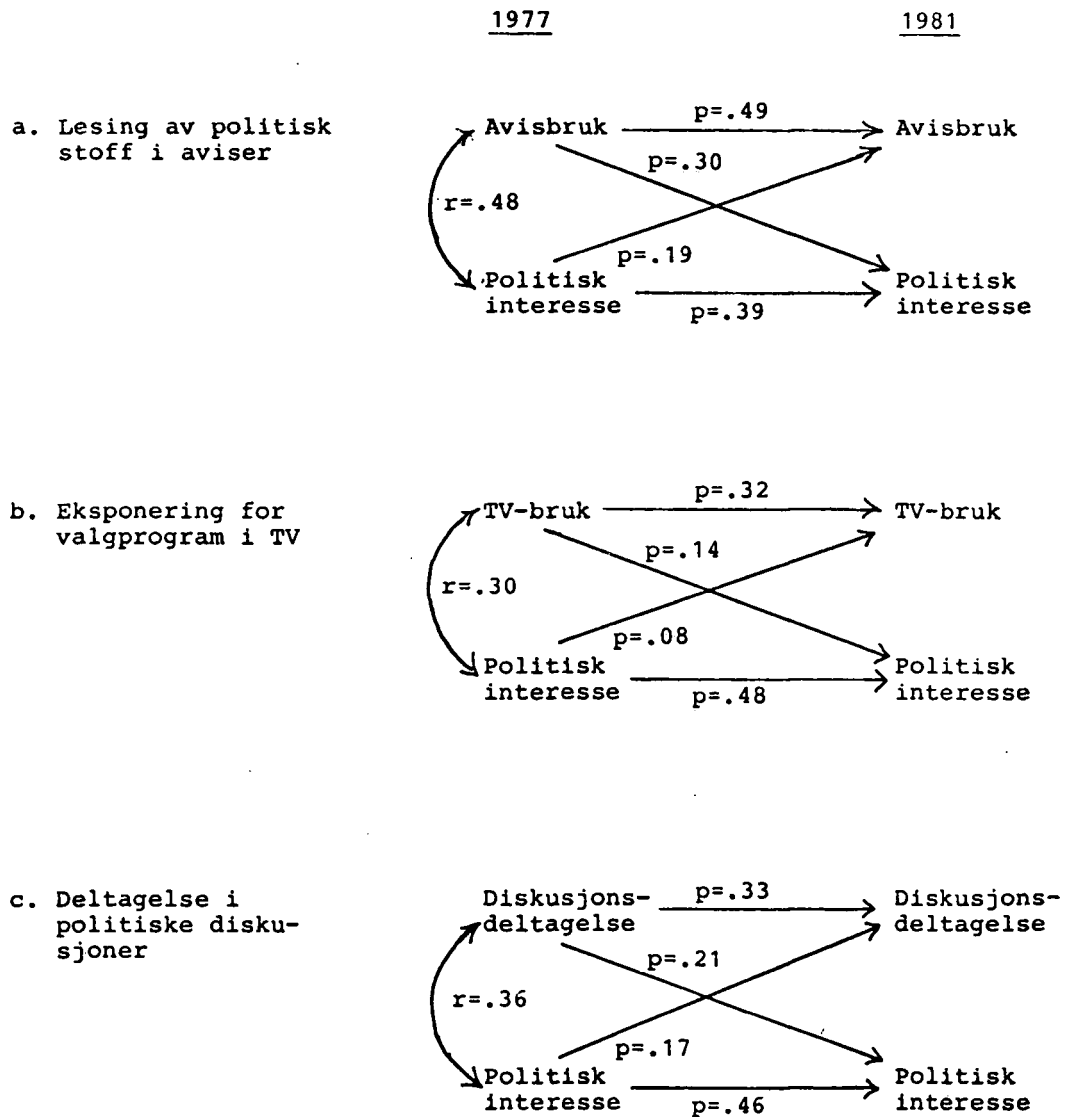 1977 1981
a. Lesing av politisk
stoff i aviser
Avisbruk p=.49 Avisbruk
p=.30
r=.48
p=.19
Politisk
interesse p=.39 Politisk
interesse
b. Eksponering for
valgprogram i TV
TV-bruk p=.32 TV-bruk
p=.14
r=.30
p=.08
Politisk
interesse p=.48 Politisk
interesse
c. Deltagelse i
politiske disku-
sjoner
Diskusjons-
deltagelse p=.33 Diskusjons-
deltagelse
p=.21
r=.36
p=.17
Politisk
interesse p=.46 Politisk
interesse